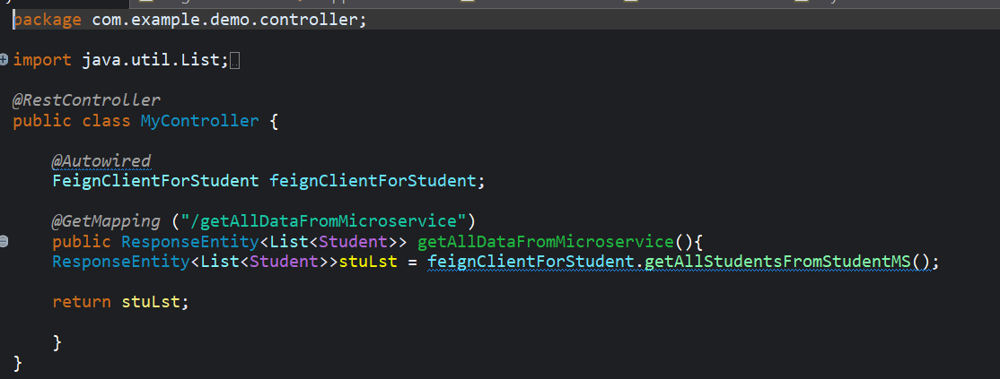 package com.example.demo.controller;
import java.util.List;
@RestController
public class MyController {
@Autowired
FeignClientForStudent feignClientForStudent;
@GetMapping ("/getAllDataFromMicroservice")
public ResponseEntity<List<Student>> getAllDataFromMicroservice(){
ResponseEntity<List<Student>>stuLst = feignClientForStudent.getAllStudentsFromStudentMS();
return stuLst;
}
}